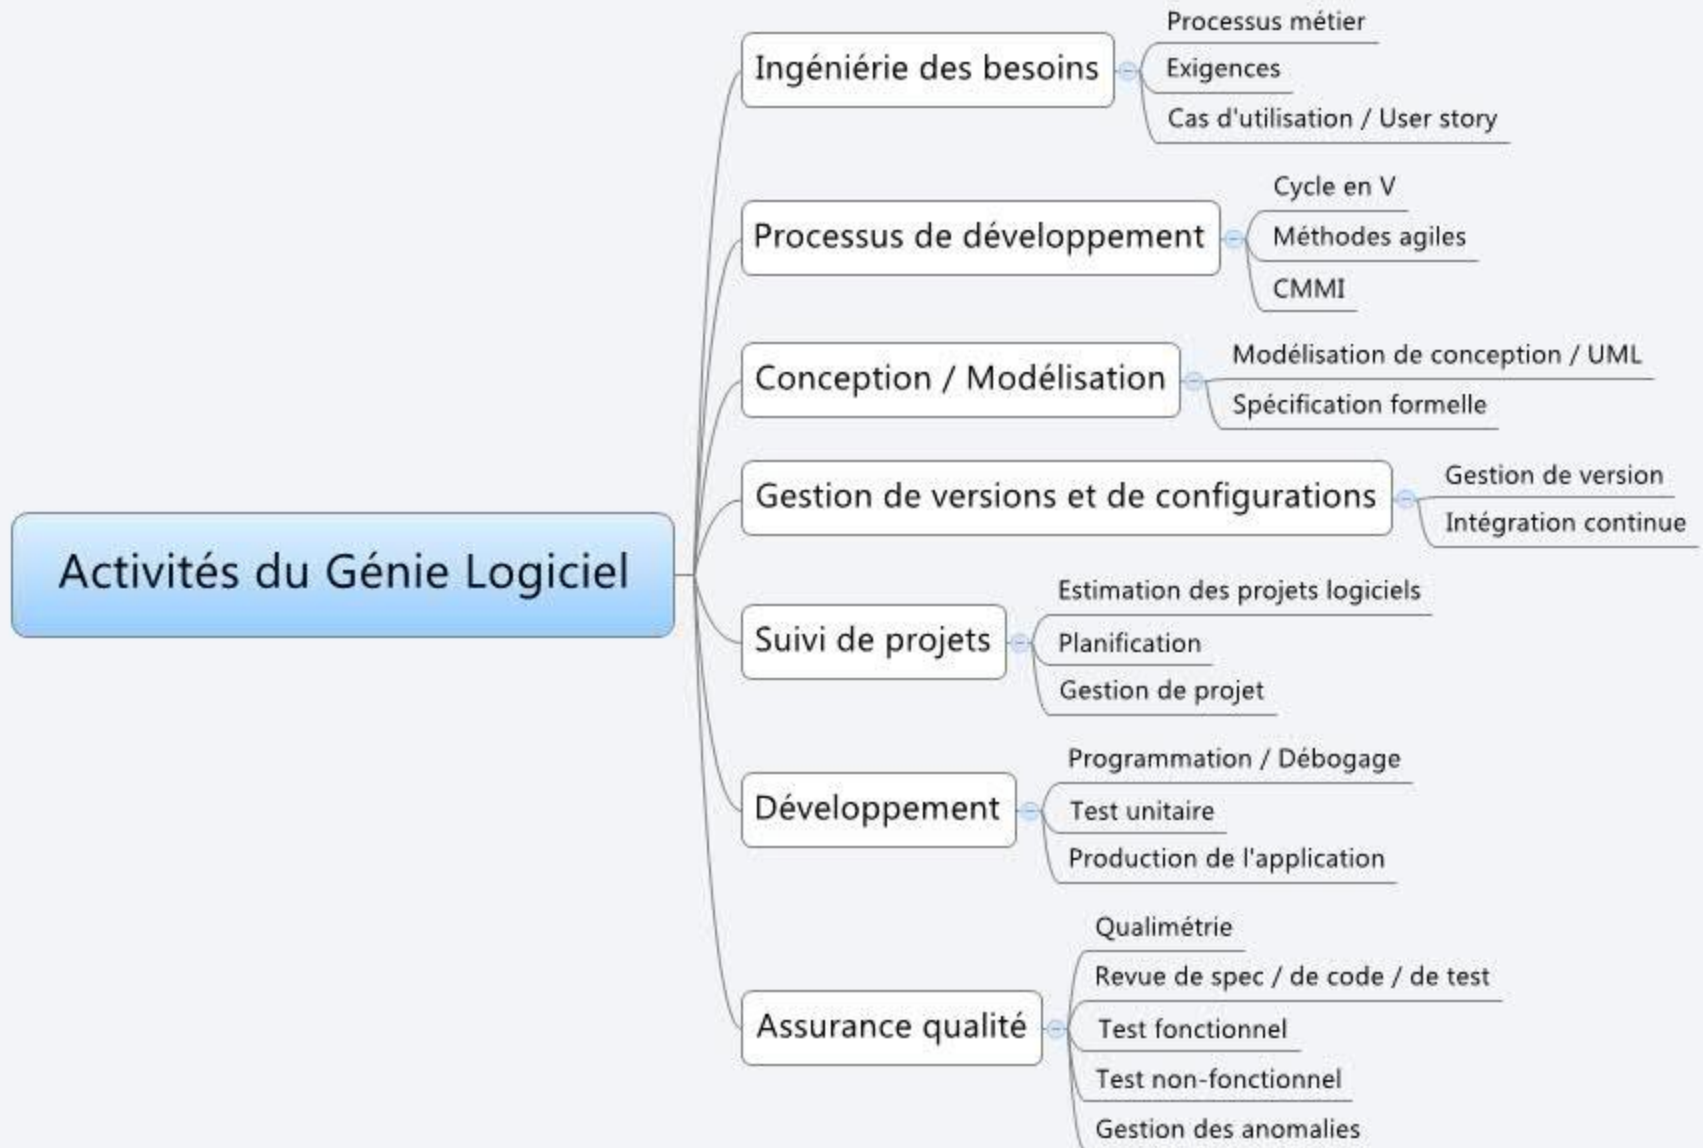 Activités du Génie Logiciel
Ingéniérie des besoins
Processus métier
Exigences
Cas d'utilisation / User story
Processus de développement
Cycle en V
Méthodes agiles
CMMI
Conception / Modélisation
Modélisation de conception / UML
Spécification formelle
Gestion de versions et de configurations
Gestion de version
Intégration continue
Suivi de projets
Estimation des projets logiciels
Planification
Gestion de projet
Développement
Programmation / Débogage
Test unitaire
Production de l'application
Assurance qualité
Qualimétrie
Revue de spec / de code / de test
Test fonctionnel
Test non-fonctionnel
Gestion des anomalies